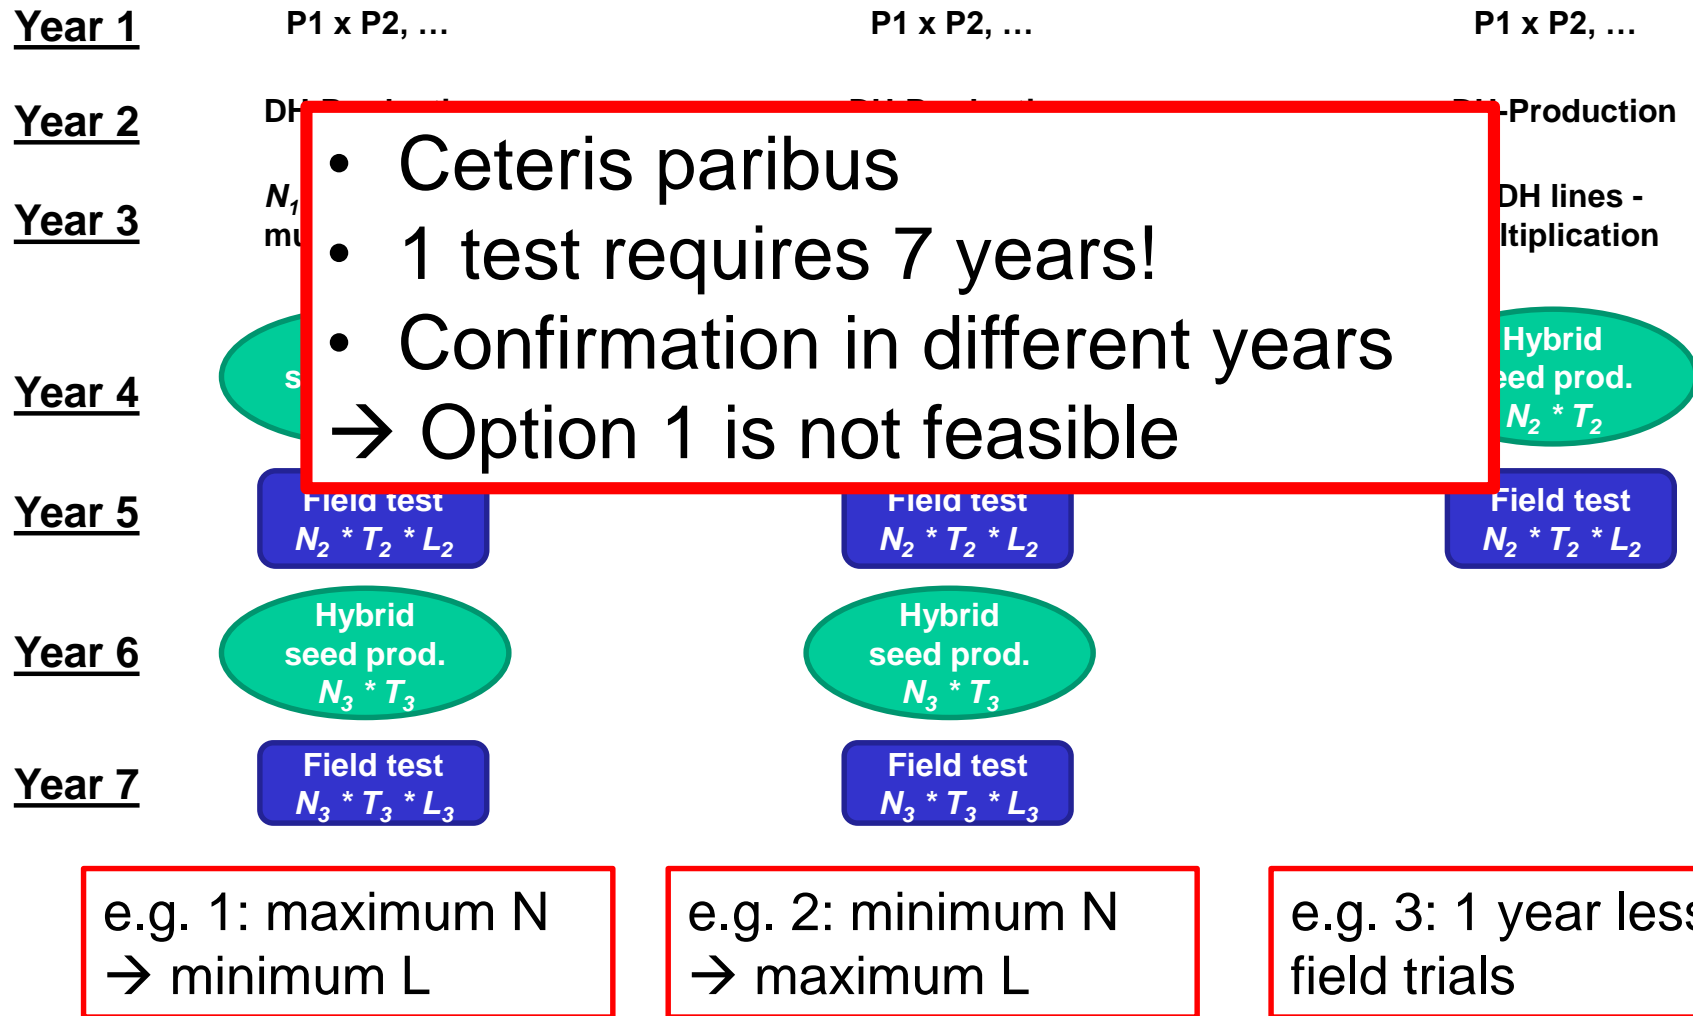 Year 1 P1 x P2, … P1 x P2, … P1 x P2, …
Year 2 -Production
• Ceteris paribus
Year 3 N1 DH lines -
• 1 test requires 7 years!
• Confirmation in different years
Year 4 Hybrid
prod.
N2 * T2
→ Option 1 is not feasible
Year 5 Field test Field test Field test
N2 * T2 * L2 N2 * T2 * L2 N2 * T2 * L2
Year 6 Hybrid Hybrid
seed prod. seed prod.
N3 * T3 N3 * T3
Year 7 Field test Field test
N3 * T3 * L3 N3 * T3 * L3
e.g. 1: maximum N e.g. 2: minimum N e.g. 3: 1 year less
→ minimum L → maximum L field trials